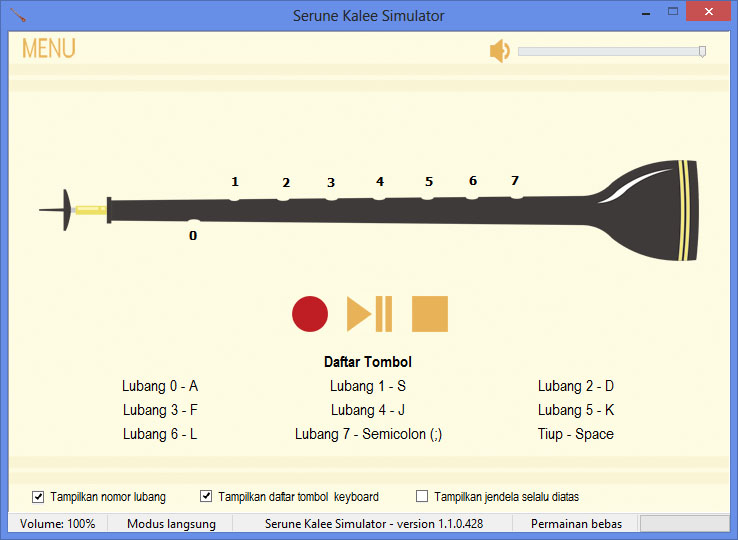 Serune Kalee Simulator
MENU
1 2 3 4 5 6 7
0
Daftar Tombol
Lubang 0 - A Lubang 1 - S Lubang 2 - D
Lubang 3 - F Lubang 4 - J Lubang 5 - K
Lubang 6 - L Lubang 7 - Semicolon (;) Tiup - Space
Tampilkan nomor lubang Tampilkan daftar tombol keyboard Tampilkan jendela selalu diatas
Volume: 100% Modus langsung Serune Kalee Simulator - version 1.1.0.428 Permainan bebas